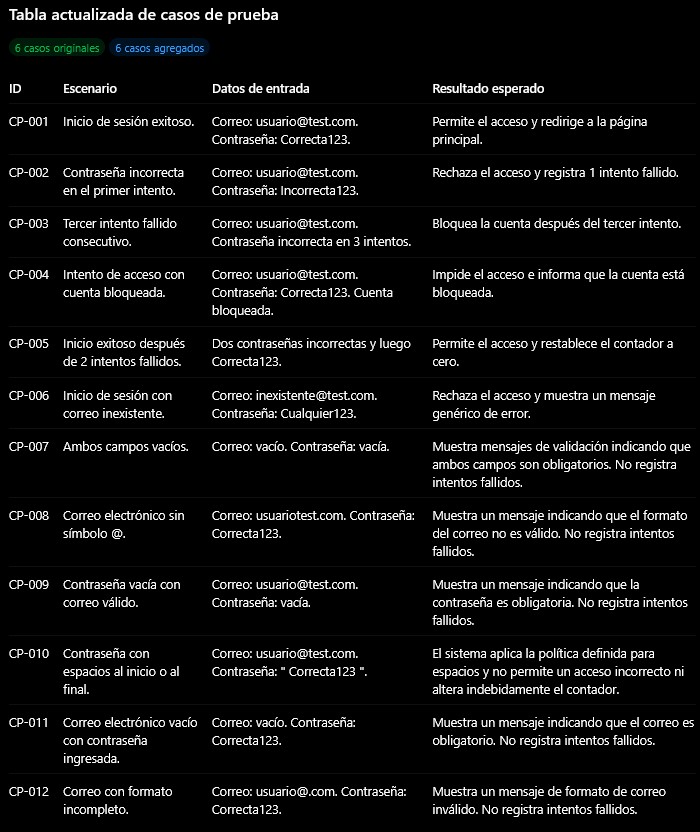 Tabla actualizada de casos de prueba
6 casos originales 6 casos agregados
ID Escenario Datos de entrada Resultado esperado
CP-001 Inicio de sesión exitoso. Correo: usuario@test.com. Permite el acceso y redirige a la página
Contraseña: Correcta123. principal.
CP-002 Contraseña incorrecta Correo: usuario@test.com. Rechaza el acceso y registra 1 intento fallido.
en el primer intento. Contraseña: Incorrecta123.
CP-003 Tercer intento fallido Correo: usuario@test.com. Bloquea la cuenta después del tercer intento.
consecutivo. Contraseña incorrecta en 3 intentos.
CP-004 Intento de acceso con Correo: usuario@test.com. Impide el acceso e informa que la cuenta está
cuenta bloqueada. Contraseña: Correcta123. Cuenta bloqueada.
bloqueada.
CP-005 Inicio exitoso después Dos contraseñas incorrectas y luego Permite el acceso y restablece el contador a
de 2 intentos fallidos. Correcta123. cero.
CP-006 Inicio de sesión con Correo: inexistente@test.com. Rechaza el acceso y muestra un mensaje
correo inexistente. Contraseña: Cualquier123. genérico de error.
CP-007 Ambos campos vacíos. Correo: vacío. Contraseña: vacía. Muestra mensajes de validación indicando que
ambos campos son obligatorios. No registra
intentos fallidos.
CP-008 Correo electrónico sin Correo: usuariotest.com. Contraseña: Muestra un mensaje indicando que el formato
símbolo @. Correcta123. del correo no es válido. No registra intentos
fallidos.
CP-009 Contraseña vacía con Correo: usuario@test.com. Muestra un mensaje indicando que la
correo válido. Contraseña: vacía. contraseña es obligatoria. No registra intentos
fallidos.
CP-010 Contraseña con Correo: usuario@test.com. El sistema aplica la política definida para
espacios al inicio o al Contraseña: " Correcta123 ". espacios y no permite un acceso incorrecto ni
final. altera indebidamente el contador.
CP-011 Correo electrónico vacío Correo: vacío. Contraseña: Muestra un mensaje indicando que el correo es
con contraseña Correcta123. obligatorio. No registra intentos fallidos.
ingresada.
CP-012 Correo con formato Correo: usuario@.com. Contraseña: Muestra un mensaje de formato de correo
incompleto. Correcta123. inválido. No registra intentos fallidos.